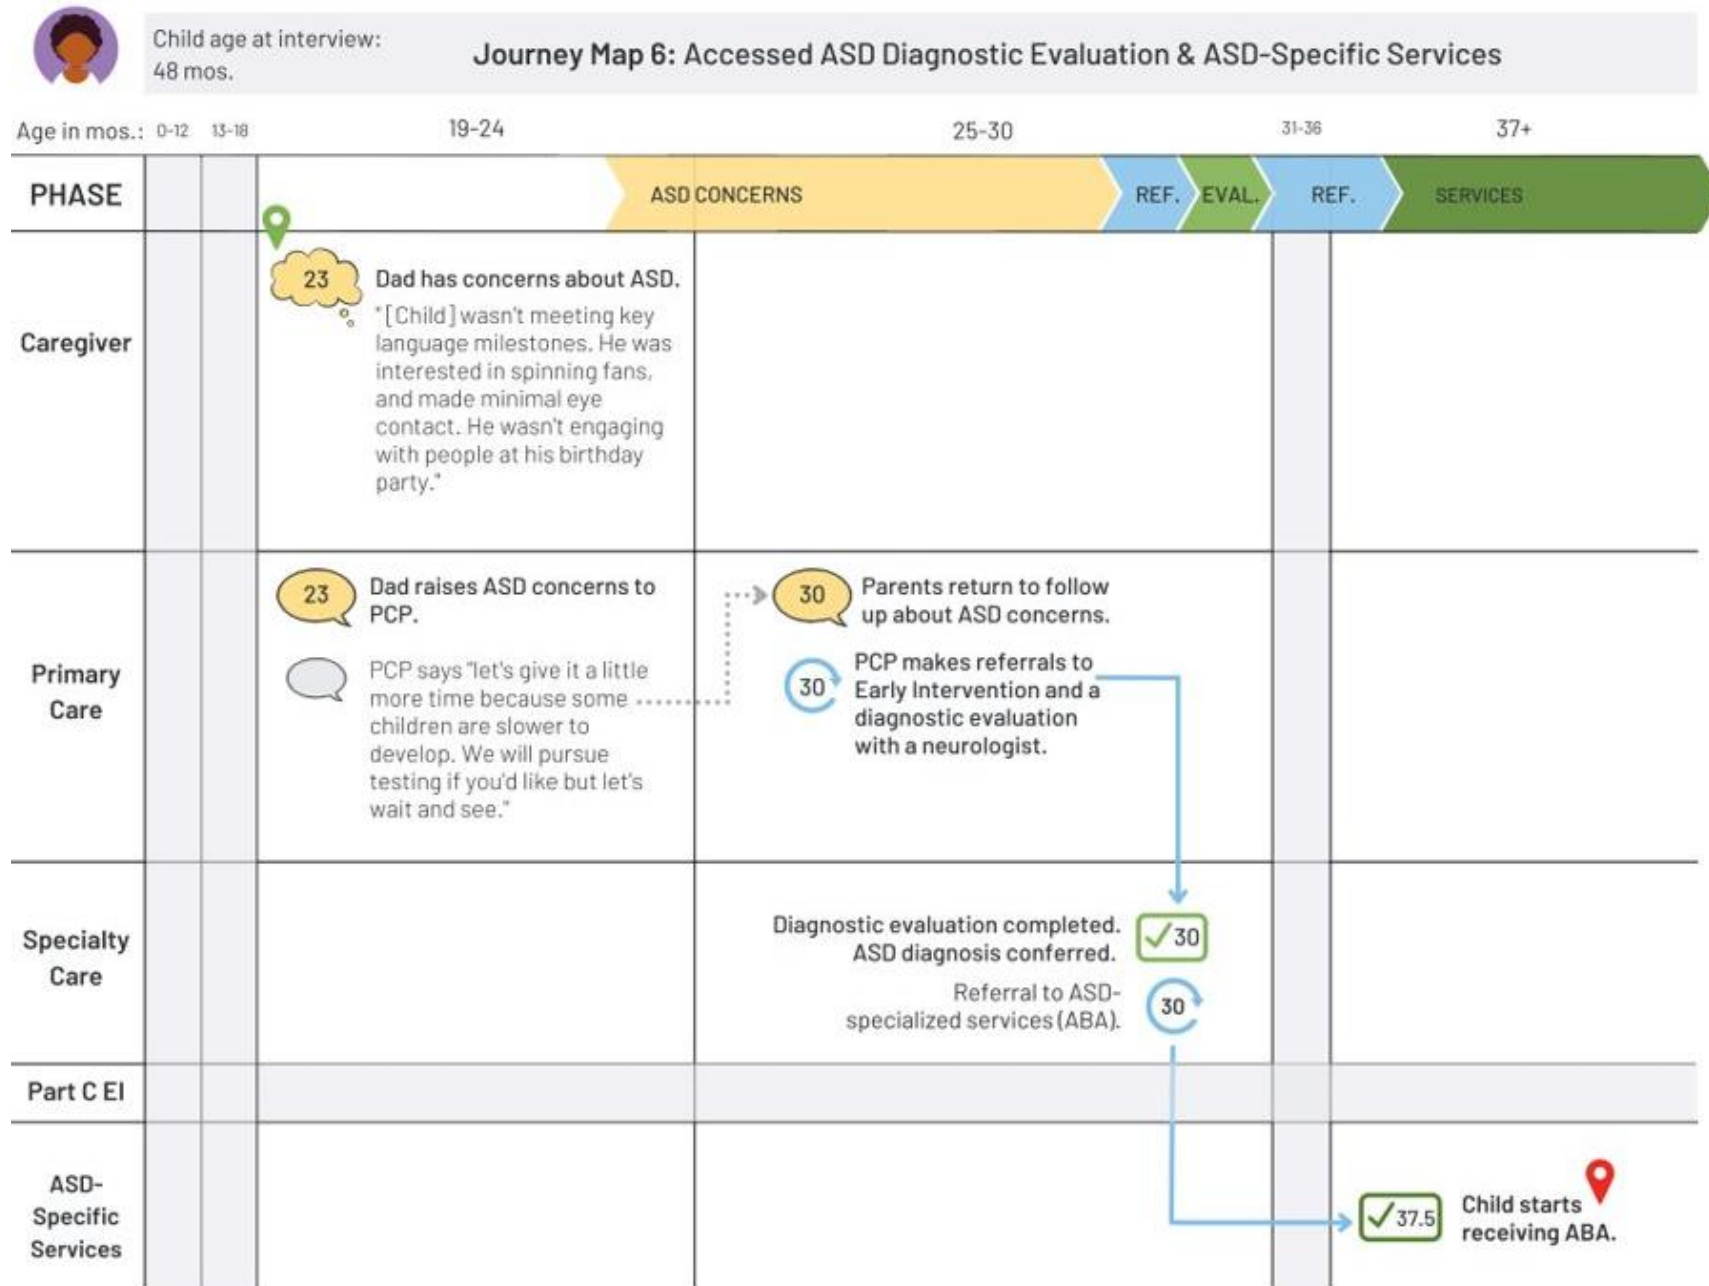 Child age at interview:
48 mos.
Journey Map 6: Accessed ASD Diagnostic Evaluation & ASD-Specific Services
Age in mos.: 0-12 13-18 19-24 25-30 31-36 37+
PHASE
ASD CONCERNS
REF.
EVAL.
REF.
SERVICES
Caregiver
23
Dad has concerns about ASD.
"[Child] wasn't meeting key
language milestones. He was
interested in spinning fans,
and made minimal eye
contact. He wasn't engaging
with people at his birthday
party."
Primary
Care
23
Dad raises ASD concerns to
PCP.
PCP says "let's give it a little
more time because some
children are slower to
develop. We will pursue
testing if you'd like but let's
wait and see."
30
Parents return to follow
up about ASD concerns.
30
PCP makes referrals to
Early Intervention and a
diagnostic evaluation
with a neurologist.
Specialty
Care
Diagnostic evaluation completed.
ASD diagnosis conferred.
30
Referral to ASD-
specialized services (ABA).
30
Part C EI
ASD-
Specific
Services
37.5
Child starts
receiving ABA.